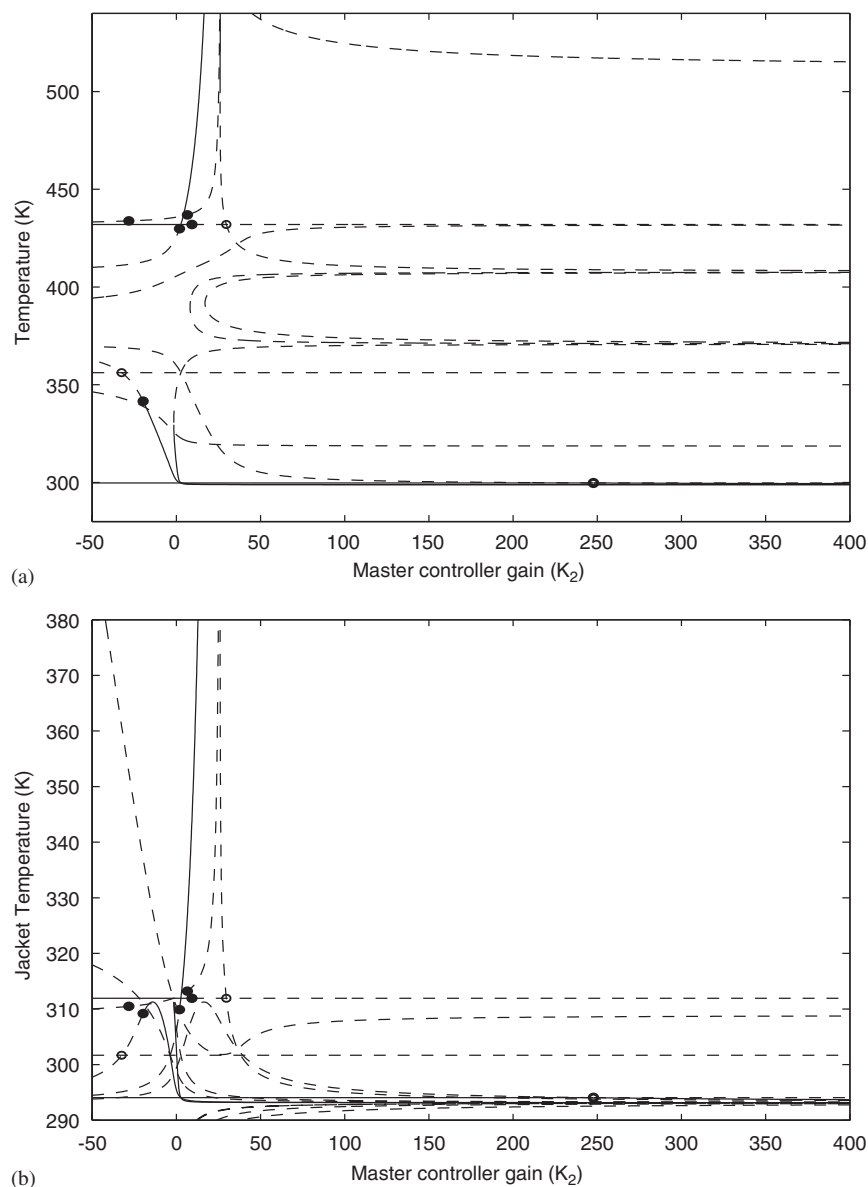 500
450
400
350
300
Temperature (K)
-50 0 50 100 150 200 250 300 350 400
(a)
Master controller gain (K2)
380
370
360
350
340
330
320
310
300
290
Jacket Temperature (K)
-50 0 50 100 150 200 250 300 350 400
(b)
Master controller gain (K2)